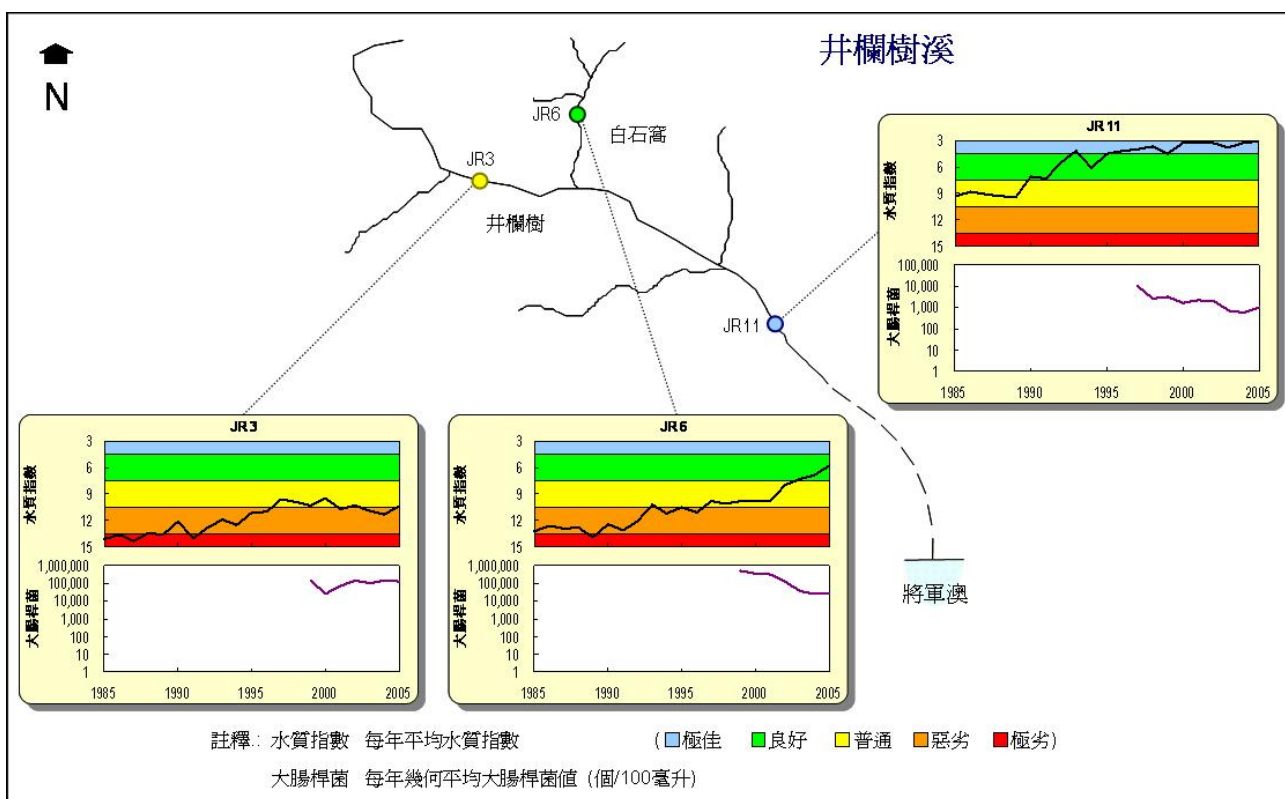 井欄樹溪
N
JR6
白石窩
JR3
井欄樹
JR11
將軍澳
JR11
水質指數
3
6
9
12
15
大腸桿菌
100,000
10,000
1,000
100
10
1
1985 1990 1995 2000 2005
JR3
水質指數
3
6
9
12
15
大腸桿菌
1,000,000
100,000
10,000
1,000
100
10
1
1985 1990 1995 2000 2005
JR6
水質指數
3
6
9
12
15
大腸桿菌
1,000,000
100,000
10,000
1,000
100
10
1
1985 1990 1995 2000 2005
註釋.: 水質指數 每年平均水質指數 (極佳 良好 普通 惡劣 極劣)
大腸桿菌 每年幾何平均大腸桿菌值 (個/100毫升)